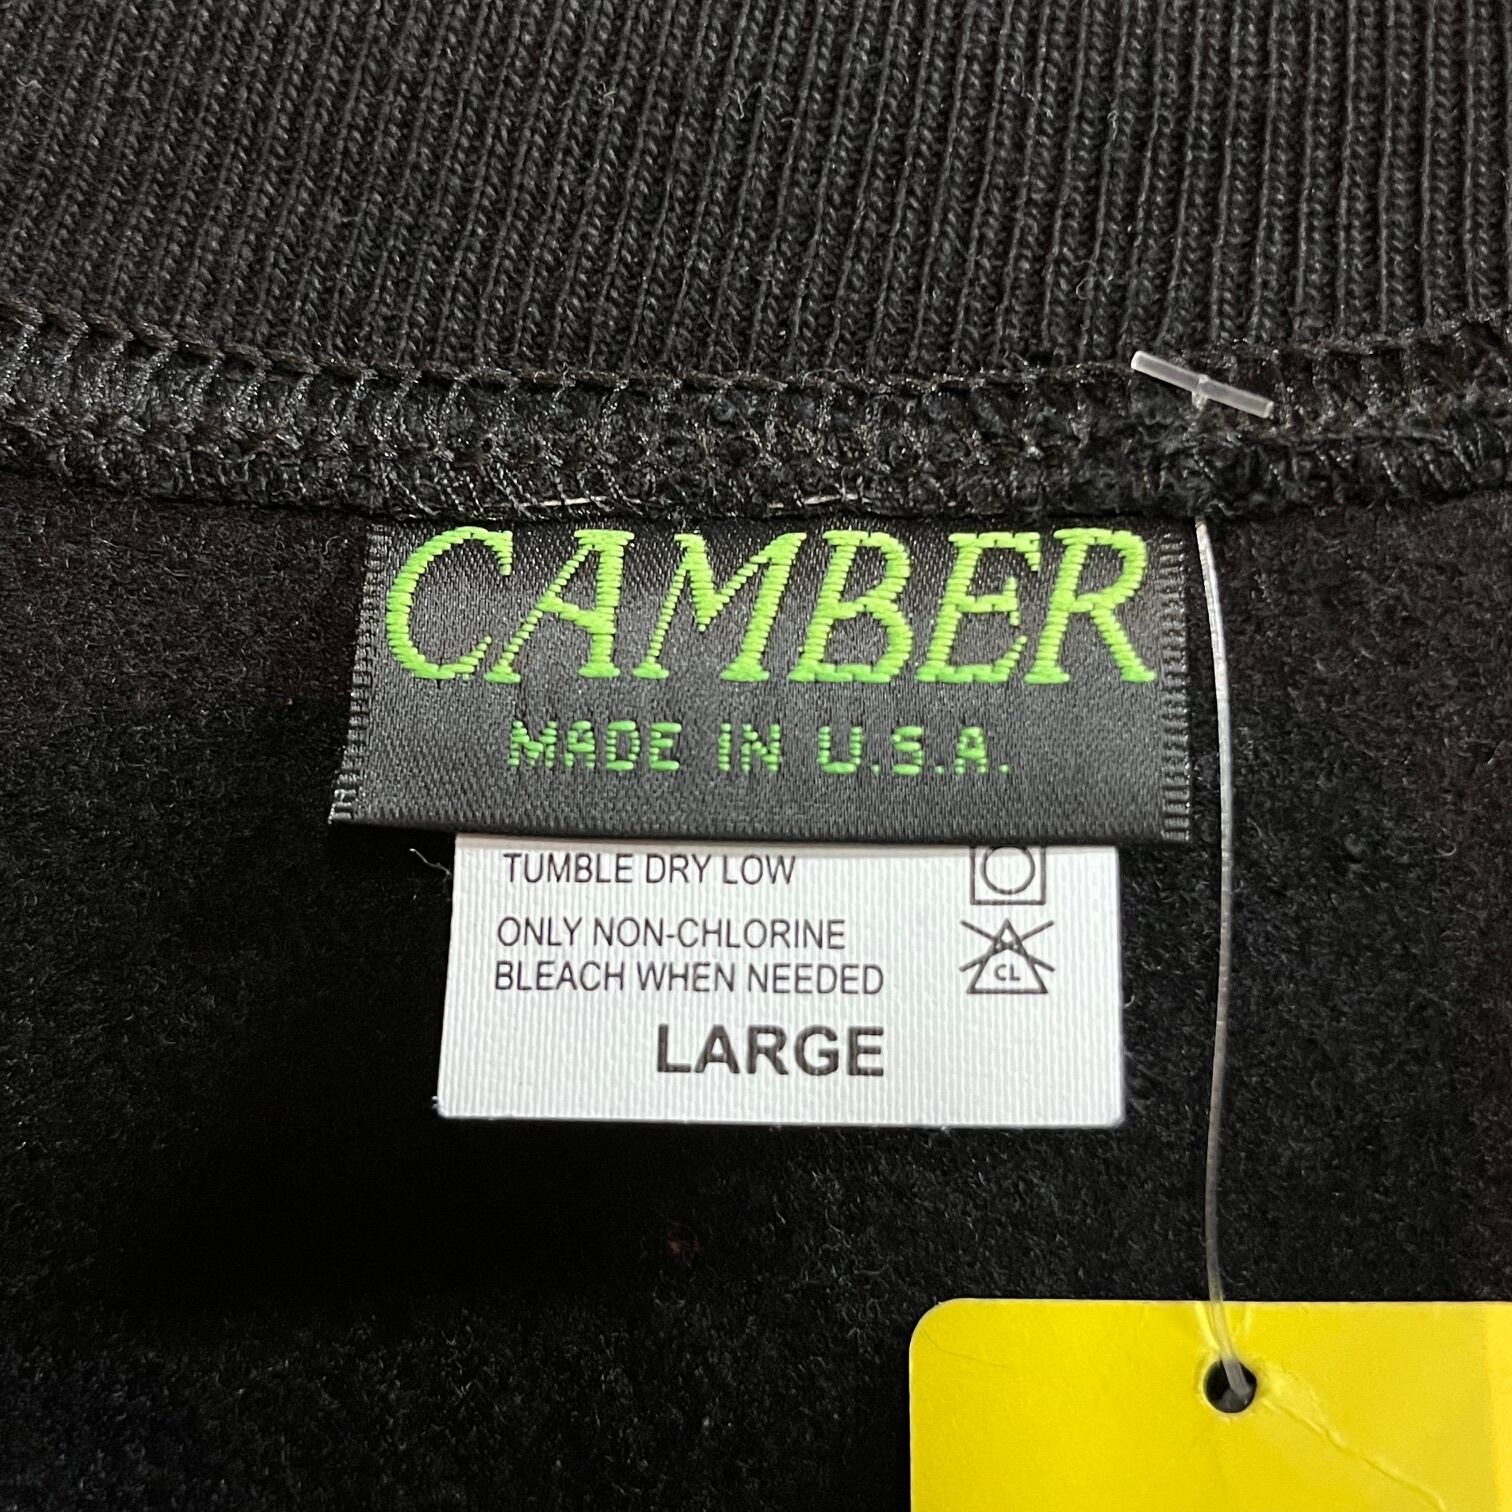 CAMBER
MADE IN U.S.A.
TUMBLE DRY LOW
ONLY NON-CHLORINE
BLEACH WHEN NEEDED
CL
LARGE